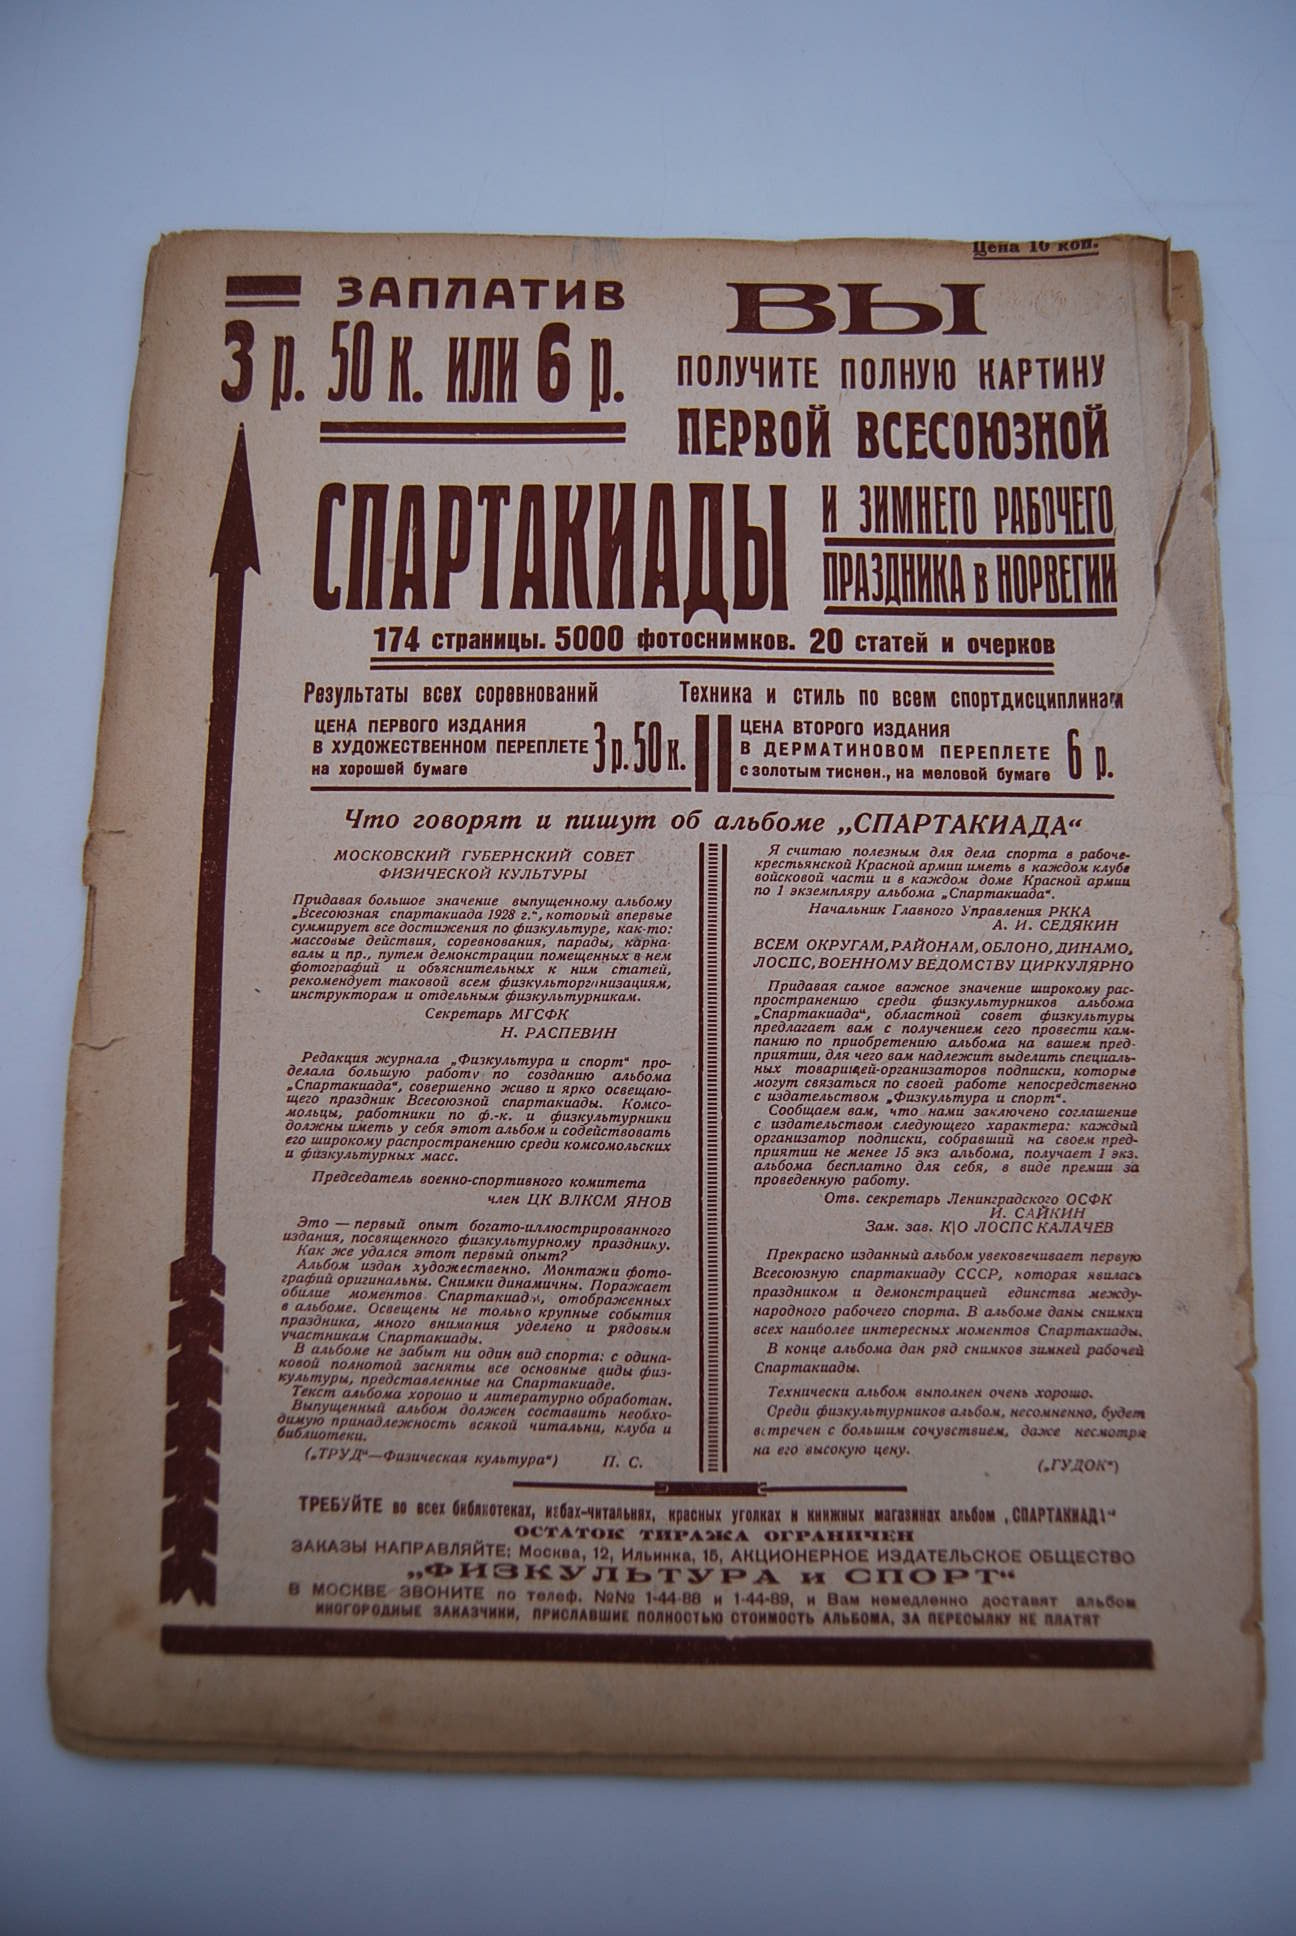 Цена 10 коп.
ЗАПЛАТИВ
3 р. 50 к. или 6 р.
ВЫ
ПОЛУЧИТЕ ПОЛНУЮ КАРТИНУ
ПЕРВОЙ ВСЕСОЮЗНОЙ
СПАРТАКИАДЫ
И ЗИМНЕГО РАБОЧЕГО
ПРАЗДНИКА в НОРВЕГИИ
174 страницы. 5000 фотоснимков. 20 статей и очерков
Результаты всех соревнований
Техника и стиль по всем спортдисциплинам
ЦЕНА ПЕРВОГО ИЗДАНИЯ
В ХУДОЖЕСТВЕННОМ ПЕРЕПЛЕТЕ
на хорошей бумаге
3 р. 50 к.
ЦЕНА ВТОРОГО ИЗДАНИЯ
В ДЕРМАТИНОВОМ ПЕРЕПЛЕТЕ
с золотым тиснен., на меловой бумаге
6 р.
Что говорят и пишут об альбоме „СПАРТАКИАДА“
МОСКОВСКИЙ ГУБЕРНСКИЙ СОВЕТ
ФИЗИЧЕСКОЙ КУЛЬТУРЫ
Придавая большое значение выпущенному альбому
„Всесоюзная спартакиада 1928 г.“, который впервые
суммирует все достижения по физкультуре, как-то:
массовые действия, соревнования, парады, карна-
валы и пр., путем демонстрации помещенных в нем
фотографий и объяснительных к ним статей,
рекомендует таковой всем физкульторганизациям,
инструкторам и отдельным физкультурникам.
Секретарь МГСФК
Н. РАСПЕВИН
Редакция журнала „Физкультура и спорт“ про-
делала большую работу по созданию альбома
„Спартакиада“, совершенно живо и ярко освещаю-
щего праздник Всесоюзной спартакиады. Комсо-
мольцы, работники по ф.-к. и физкультурники
должны иметь у себя этот альбом и содействовать
его широкому распространению среди комсомольских
и физкультурных масс.
Председатель военно-спортивного комитета
член ЦК ВЛКСМ ЯНОВ
Это — первый опыт богато-иллюстрированного
издания, посвященного физкультурному празднику.
Как же удался этот первый опыт?
Альбом издан художественно. Монтажи фото-
графий оригинальны. Снимки динамичны. Поражает
обилие моментов Спартакиады, отображенных
в альбоме. Освещены не только крупные события
праздника, много внимания уделено и рядовым
участникам Спартакиады.
В альбоме не забыт ни один вид спорта: с одина-
ковой полнотой засняты все основные виды физ-
культуры, представленные на Спартакиаде.
Текст альбома хорошо и литературно обработан.
Выпущенный альбом должен составить необхо-
димую принадлежность всякой читальни, клуба и
библиотеки.
(„ТРУД“—Физическая культура“) П. С.
Я считаю полезным для дела спорта в рабоче-
крестьянской Красной армии иметь в каждом клубе
войсковой части и в каждом доме Красной армии
по 1 экземпляру альбома „Спартакиада“.
Начальник Главного Управления РККА
А. И. СЕДЯКИН
ВСЕМ ОКРУГАМ, РАЙОНАМ, ОБЛОНО, ДИНАМО,
ЛОСПС, ВОЕННОМУ ВЕДОМСТВУ ЦИРКУЛЯРНО
Придавая самое важное значение широкому рас-
пространению среди физкультурников альбома
„Спартакиада“, областной совет физкультуры
предлагает вам с получением сего провести кам-
панию по приобретению альбома на вашем пред-
приятии, для чего вам надлежит выделить специаль-
ных товарищей-организаторов подписки, которые
могут связаться по своей работе непосредственно
с издательством „Физкультура и спорт“.
Сообщаем вам, что нами заключено соглашение
с издательством следующего характера: каждый
организатор подписки, собравший на своем пред-
приятии не менее 15 экз альбома, получает 1 экз.
альбома бесплатно для себя, в виде премии за
проведенную работу.
Отв. секретарь Ленинградского ОСФК
И. САЙКИН
Зам. зав. К|О ЛОСПС КАЛАЧЕВ
Прекрасно изданный альбом увековечивает первую
Всесоюзную спартакиаду СССР, которая явилась
праздником и демонстрацией единства между-
народного рабочего спорта. В альбоме даны снимки
всех наиболее интересных моментов Спартакиады.
В конце альбома дан ряд снимков зимней рабочей
Спартакиады.
Технически альбом выполнен очень хорошо.
Среди физкультурников альбом, несомненно, будет
встречен с большим сочувствием, даже несмотря
на его высокую цену.
(„ГУДОК“)
ТРЕБУЙТЕ во всех библиотеках, избах-читальнях, красных уголках и книжных магазинах альбом „СПАРТАКИАДА“
ОСТАТОК ТИРАЖА ОГРАНИЧЕН
ЗАКАЗЫ НАПРАВЛЯЙТЕ: Москва, 12, Ильинка, 15, АКЦИОНЕРНОЕ ИЗДАТЕЛЬСКОЕ ОБЩЕСТВО
„ФИЗКУЛЬТУРА и СПОРТ“
В МОСКВЕ ЗВОНИТЕ по телеф. №№ 1-44-88 и 1-44-89, и Вам немедленно доставят альбом
ИНОГОРОДНЫЕ ЗАКАЗЧИКИ, ПРИСЛАВШИЕ ПОЛНОСТЬЮ СТОИМОСТЬ АЛЬБОМА, ЗА ПЕРЕСЫЛКУ НЕ ПЛАТЯТ